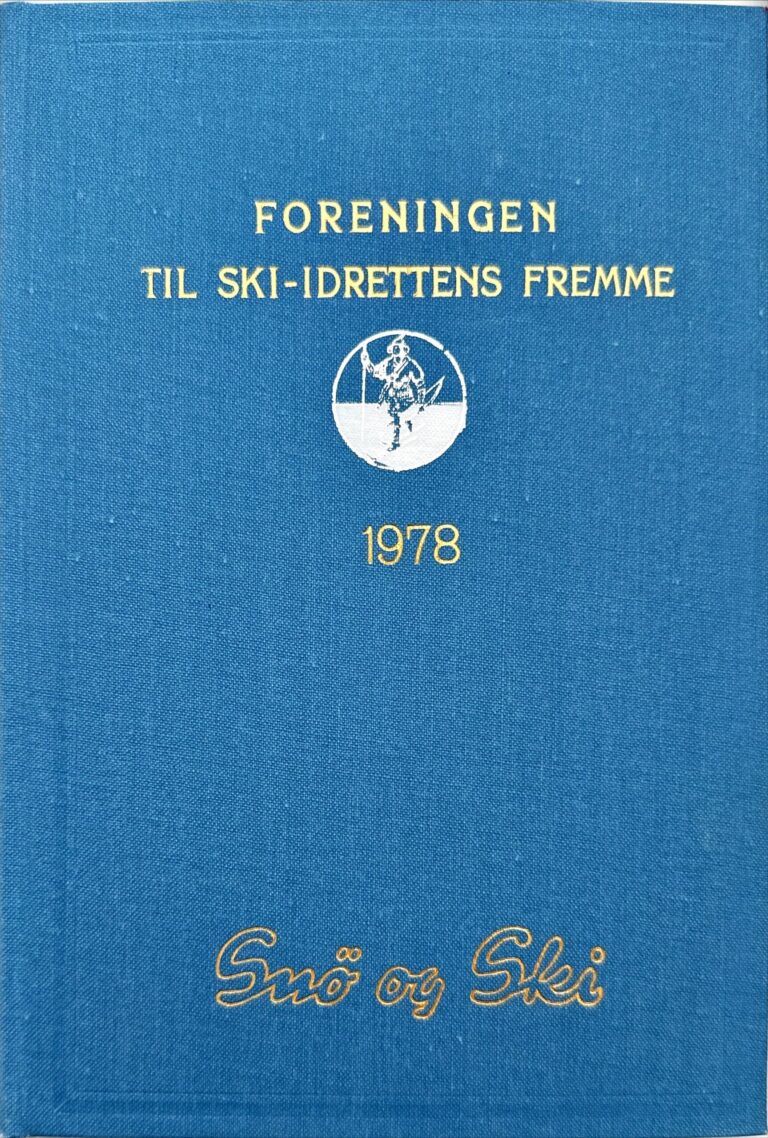 FORENINGEN
TIL SKI-IDRETTENS FREMME
1978
Snö og Ski